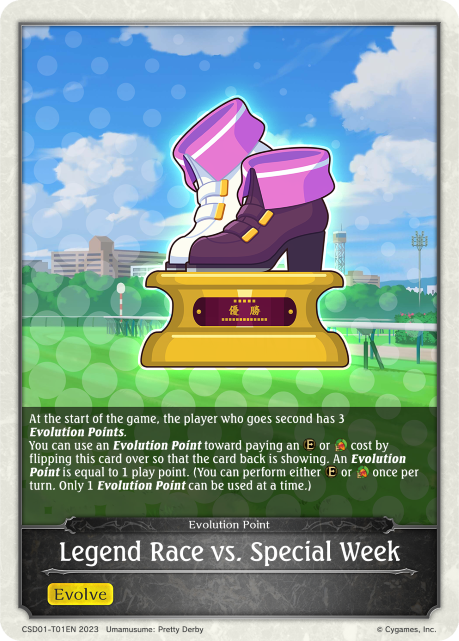 優勝
At the start of the game, the player who goes second has 3
Evolution Points.
You can use an Evolution Point toward paying an E or cost by
flipping this card over so that the card back is showing. An Evolution
Point is equal to 1 play point. (You can perform either E or once per
turn. Only 1 Evolution Point can be used at a time.)
Evolution Point
Legend Race vs. Special Week
Evolve
CSD01-T01EN 2023 Umamusume: Pretty Derby
© Cygames, Inc.